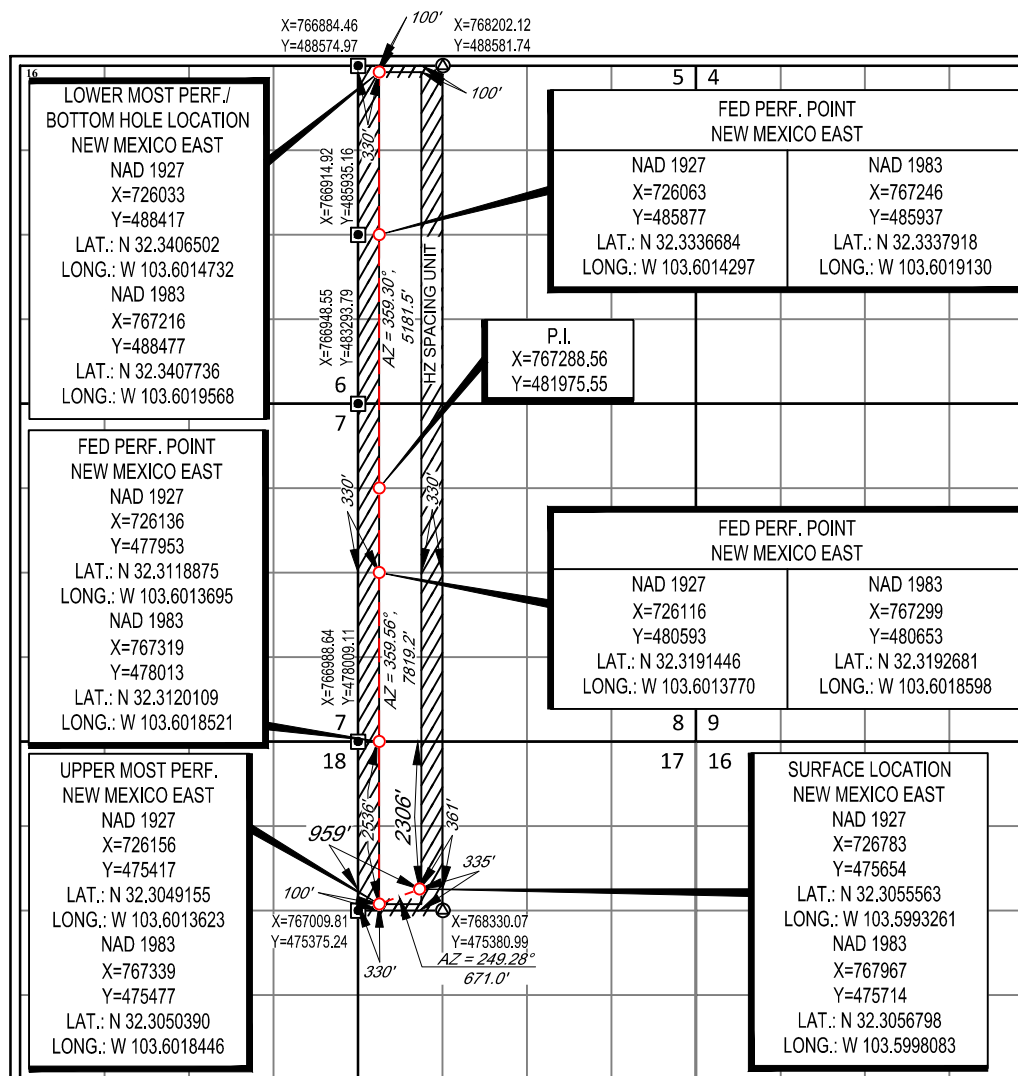 X=766884.46
Y=488574.97
100'
X=768202.12
Y=488581.74
16
5
4
100'
330'
LOWER MOST PERF./
BOTTOM HOLE LOCATION
NEW MEXICO EAST
NAD 1927
X=726033
Y=488417
LAT.: N 32.3406502
LONG.: W 103.6014732
NAD 1983
X=767216
Y=488477
LAT.: N 32.3407736
LONG.: W 103.6019568
FED PERF. POINT
NEW MEXICO EAST
NAD 1927
X=726063
Y=485877
LAT.: N 32.3336684
LONG.: W 103.6014297
NAD 1983
X=767246
Y=485937
LAT.: N 32.3337918
LONG.: W 103.6019130
X=766914.92
Y=485935.16
HZ SPACING UNIT
AZ = 359.30°,
5181.5'
X=766948.55
Y=483293.79
P.I.
X=767288.56
Y=481975.55
6
7
FED PERF. POINT
NEW MEXICO EAST
NAD 1927
X=726136
Y=477953
LAT.: N 32.3118875
LONG.: W 103.6013695
NAD 1983
X=767319
Y=478013
LAT.: N 32.3120109
LONG.: W 103.6018521
330'
330'
FED PERF. POINT
NEW MEXICO EAST
NAD 1927
X=726116
Y=480593
LAT.: N 32.3191446
LONG.: W 103.6013770
NAD 1983
X=767299
Y=480653
LAT.: N 32.3192681
LONG.: W 103.6018598
X=766988.64
Y=478009.11
AZ = 359.56°,
7819.2'
7
18
8
9
17
16
UPPER MOST PERF.
NEW MEXICO EAST
NAD 1927
X=726156
Y=475417
LAT.: N 32.3049155
LONG.: W 103.6013623
NAD 1983
X=767339
Y=475477
LAT.: N 32.3050390
LONG.: W 103.6018446
959'
2536'
2306'
361'
335'
100'
X=767009.81
Y=475375.24
330'
X=768330.07
Y=475380.99
AZ = 249.28°
671.0'
SURFACE LOCATION
NEW MEXICO EAST
NAD 1927
X=726783
Y=475654
LAT.: N 32.3055563
LONG.: W 103.5993261
NAD 1983
X=767967
Y=475714
LAT.: N 32.3056798
LONG.: W 103.5998083